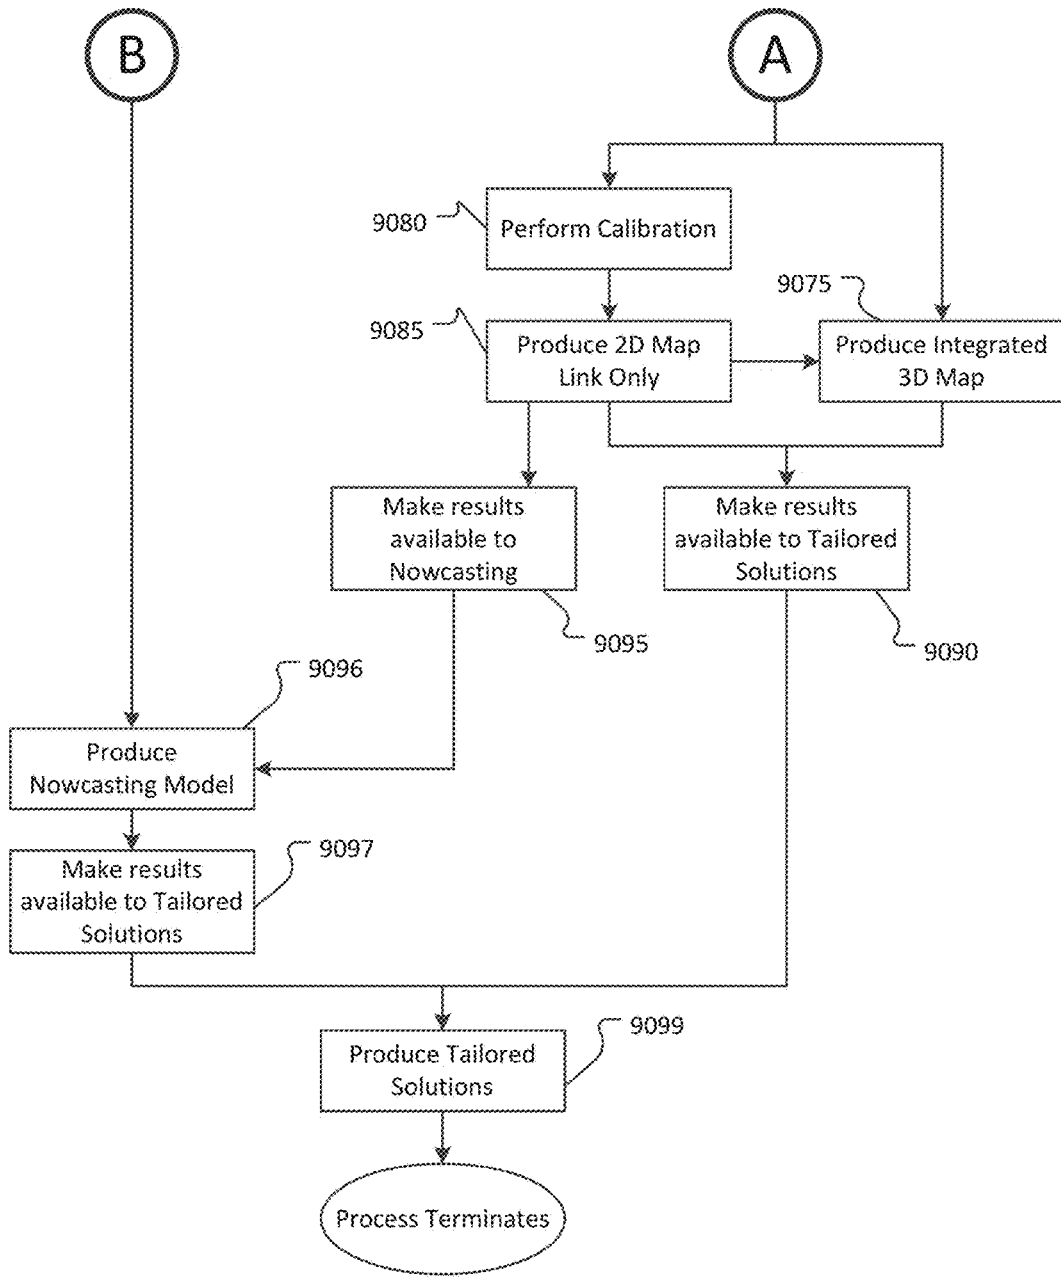 B
A
9080
Perform Calibration
9075
9085
Produce 2D Map
Link Only
Produce Integrated
3D Map
Make results
available to
Nowcasting
Make results
available to Tailored
Solutions
9095
9090
9096
Produce
Nowcasting Model
9097
Make results
available to Tailored
Solutions
9099
Produce Tailored
Solutions
Process Terminates